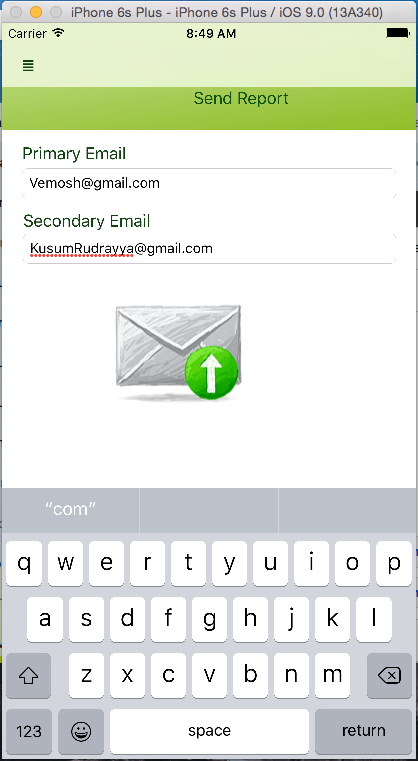 iPhone 6s Plus - iPhone 6s Plus / iOS 9.0 (13A340)
Carrier 8:49 AM
Send Report
Primary Email
Vemosh@gmail.com
Secondary Email
KusumRudrayya@gmail.com
“com”
q w e r t y u i o p
a s d f g h j k l
z x c v b n m
123 space return